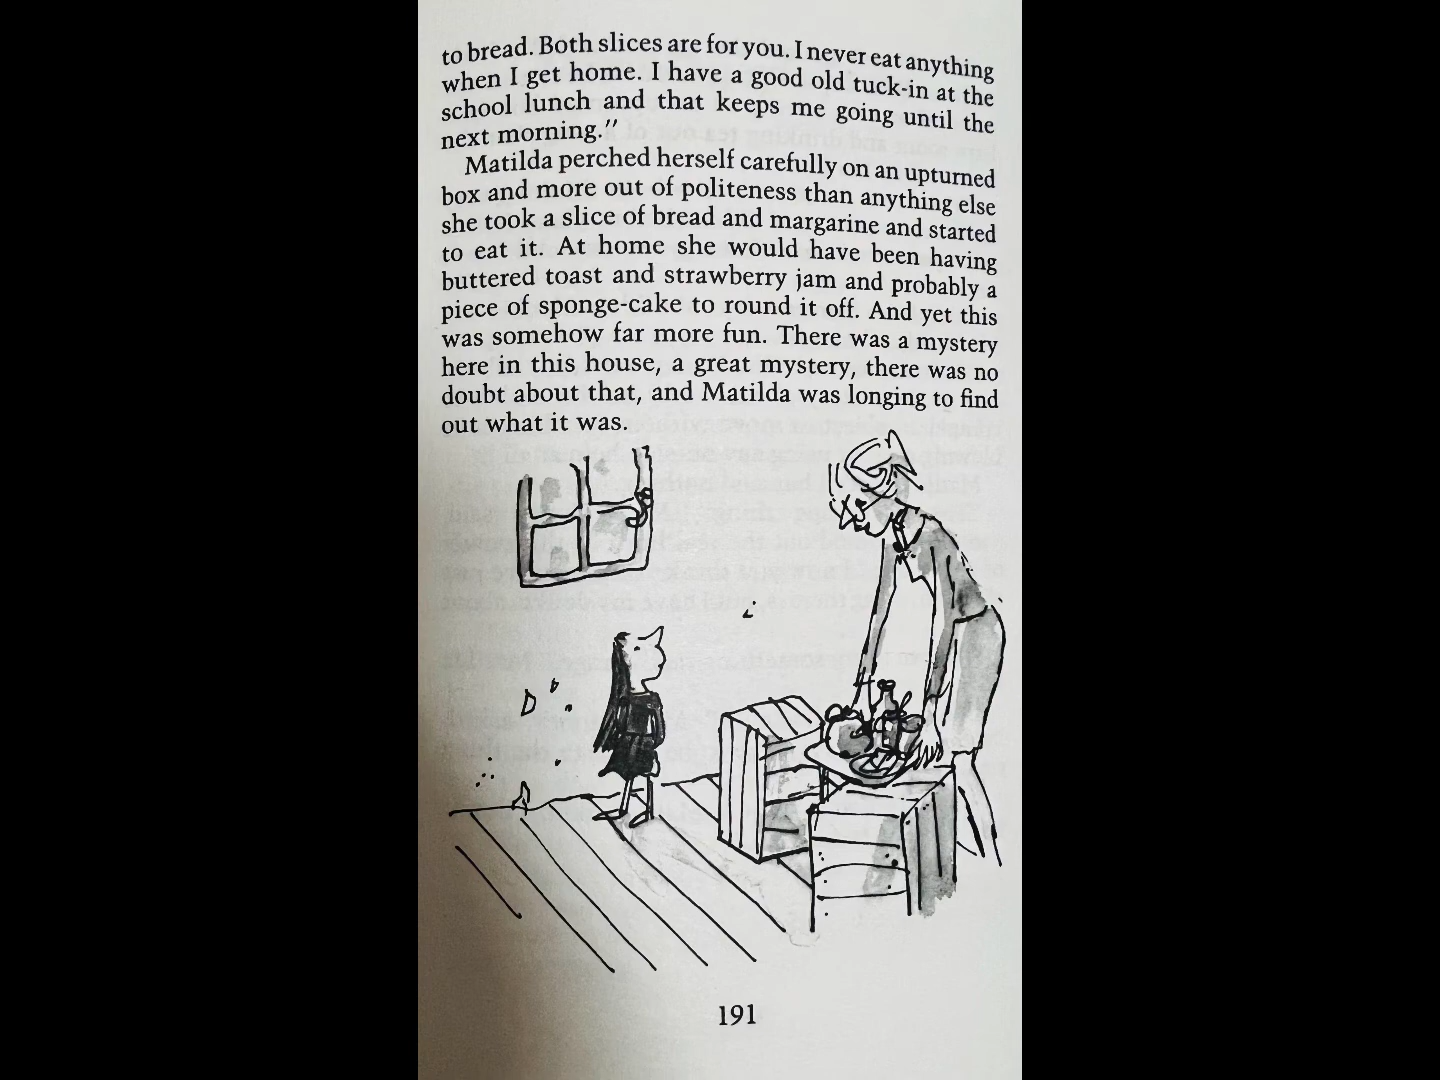 to bread. Both slices are for you. I never eat anything
when I get home. I have a good old tuck-in at the
school lunch and that keeps me going until the
next morning."
Matilda perched herself carefully on an upturned
box and more out of politeness than anything else
she took a slice of bread and margarine and started
to eat it. At home she would have been having
buttered toast and strawberry jam and probably a
piece of sponge-cake to round it off. And yet this
was somehow far more fun. There was a mystery
here in this house, a great mystery, there was no
doubt about that, and Matilda was longing to find
out what it was.
191